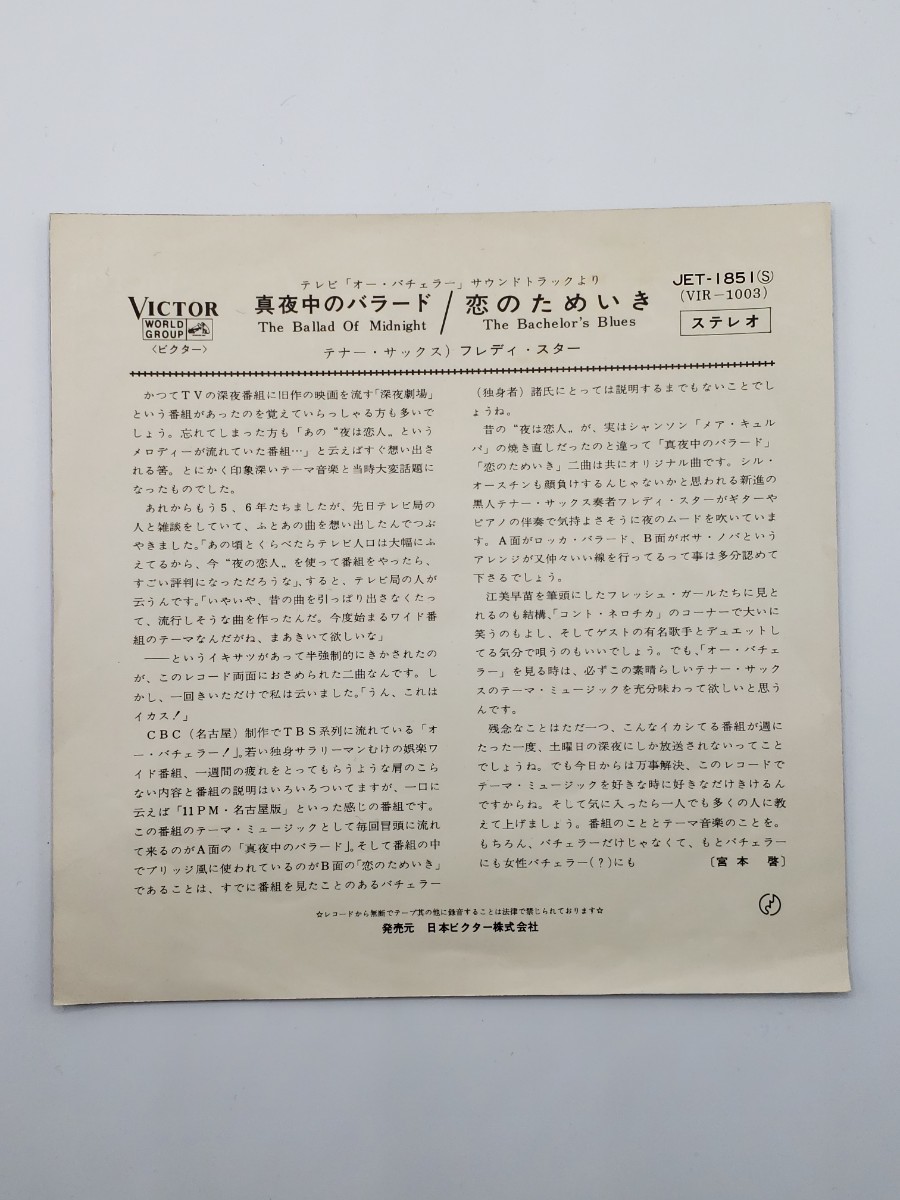 テレビ「オー・バチェラー」サウンドトラックより
JET-1851Ⓢ
(VIR-1003)
ステレオ
VICTOR
WORLD
GROUP
〈ビクター〉
真夜中のバラード/恋のためいき
The Ballad Of Midnight
The Bachelor's Blues
テナー・サックス) フレディ・スター
かつてTVの深夜番組に旧作の映画を流す「深夜劇場」
という番組があったのを覚えていらっしゃる方も多いで
しょう。忘れてしまった方も「あの“夜は恋人„という
メロディーが流れていた番組…」と云えばすぐ想い出さ
れる筈。とにかく印象深いテーマ音楽と当時大変話題に
なったものでした。
あれからもう5、6年たちましたが、先日テレビ局の
人と雑談をしていて、ふとあの曲を想い出したんでつぶ
やきました。「あの頃とくらべたらテレビ人口は大幅にふ
えてるから、今“夜の恋人„を使って番組をやったら、
すごい評判になっただろうな」、すると、テレビ局の人が
云うんです。「いやいや、昔の曲を引っぱり出さなくたっ
て、流行しそうな曲を作ったんだ。今度始まるワイド番
組のテーマなんだがね、まあきいて欲しいな」
――というイキサツがあって半強制的にきかされたの
が、このレコード両面におさめられた二曲なんです。し
かし、一回きいただけで私は云いました。「うん、これは
イカス!」
CBC(名古屋)制作でTBS系列に流れている「オ
ー・バチェラー!」。若い独身サラリーマンむけの娯楽ワ
イド番組、一週間の疲れをとってもらうような肩のこら
ない内容と番組の説明はいろいろついてますが、一口に
云えば「11PM・名古屋版」といった感じの番組です。
この番組のテーマ・ミュージックとして毎回冒頭に流れ
て来るのがA面の「真夜中のバラード」。そして番組の中
でブリッジ風に使われているのがB面の「恋のためいき」
であることは、すでに番組を見たことのあるバチェラー
(独身者)諸氏にとっては説明するまでもないことでし
ょうね。
昔の“夜は恋人„が、実はシャンソン「メア・キュル
パ」の焼き直しだったのと違って「真夜中のバラード」
「恋のためいき」二曲は共にオリジナル曲です。シル・
オースチンも顔負けするんじゃないかと思われる新進の
黒人テナー・サックス奏者フレディ・スターがギターや
ピアノの伴奏で気持よさそうに夜のムードを吹いていま
す。A面がロッカ・バラード、B面がボサ・ノバという
アレンジが又仲々いい線を行ってるって事は多分認めて
下さるでしょう。
江美早苗を筆頭にしたフレッシュ・ガールたちに見と
れるのも結構、「コント・ネロチカ」のコーナーで大いに
笑うのもよし、そしてゲストの有名歌手とデュエットし
てる気分で唄うのもいいでしょう。でも、「オー・バチェ
ラー」を見る時は、必ずこの素晴らしいテナー・サック
スのテーマ・ミュージックを充分味わって欲しいと思う
んです。
残念なことはただ一つ、こんなイカシてる番組が週に
たった一度、土曜日の深夜にしか放送されないってこと
でしょうね。でも今日からは万事解決、このレコードで
テーマ・ミュージックを好きな時に好きなだけきけるん
ですからね。そして気に入ったら一人でも多くの人に教
えて上げましょう。番組のこととテーマ音楽のことを。
もちろん、バチェラーだけじゃなくて、もとバチェラー
にも女性バチェラー(?)にも 〔宮本 啓〕
☆レコードから無断でテープ其の他に録音することは法律で禁じられております☆
発売元 日本ビクター株式会社